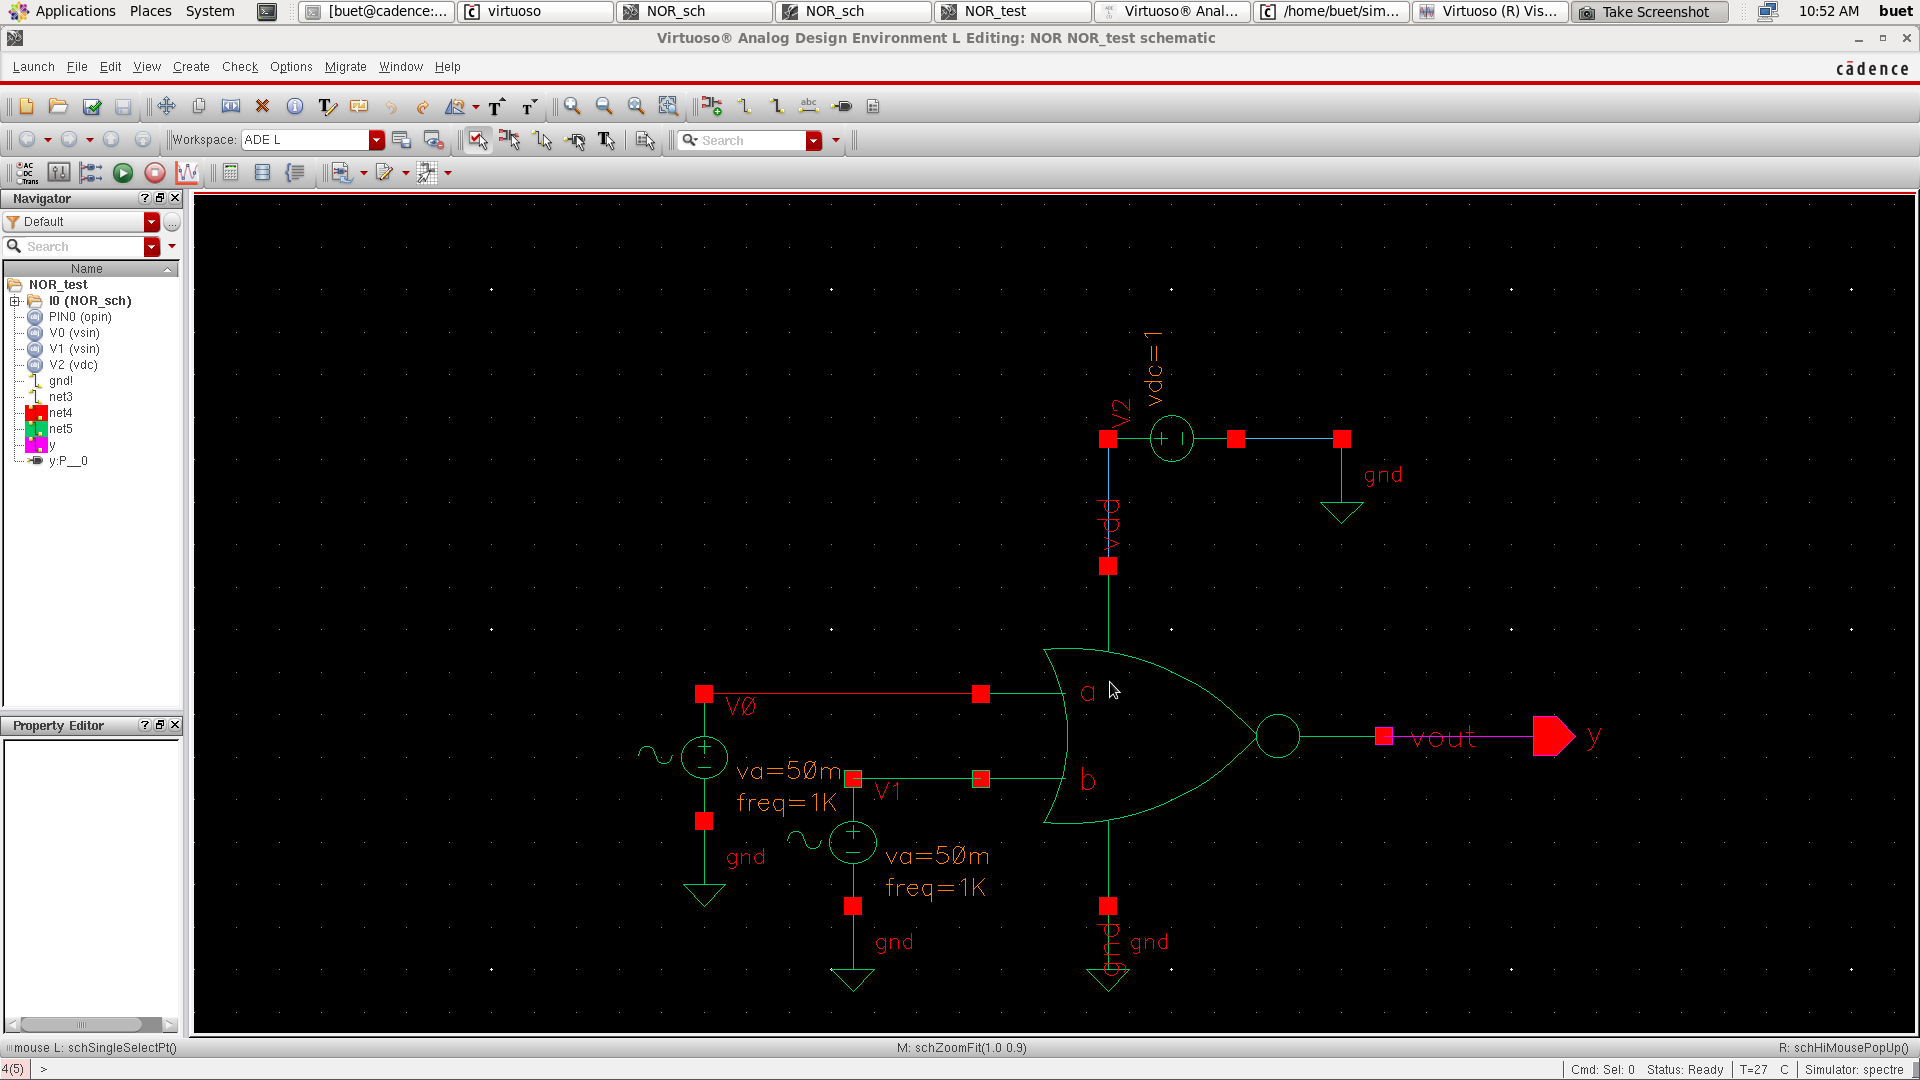 Applications Places System [buet@cadence:... virtuoso NOR_sch NOR_sch NOR_test Virtuoso® Anal... /home/buet/sim... Virtuoso (R) Vis... Take Screenshot 10:52 AM buet
Virtuoso® Analog Design Environment L Editing: NOR NOR_test schematic
Launch File Edit View Create Check Options Migrate Window Help
cādence
Workspace: ADE L Search
AC
DC
Trans
Navigator
Default
Search
Name
NOR_test
I0 (NOR_sch)
PIN0 (opin)
V0 (vsin)
V1 (vsin)
V2 (vdc)
gnd!
net3
net4
net5
y
y:P__0
Property Editor
vdc=1
V2
gnd
vdd
V0
a
va=50m
freq=1K
V1
b
vout
y
gnd
va=50m
freq=1K
gnd
gnd
gnd
mouse L: schSingleSelectPt() M: schZoomFit(1.0 0.9) R: schHiMousePopUp()
4(5) > Cmd: Sel: 0 Status: Ready T=27 C Simulator: spectre